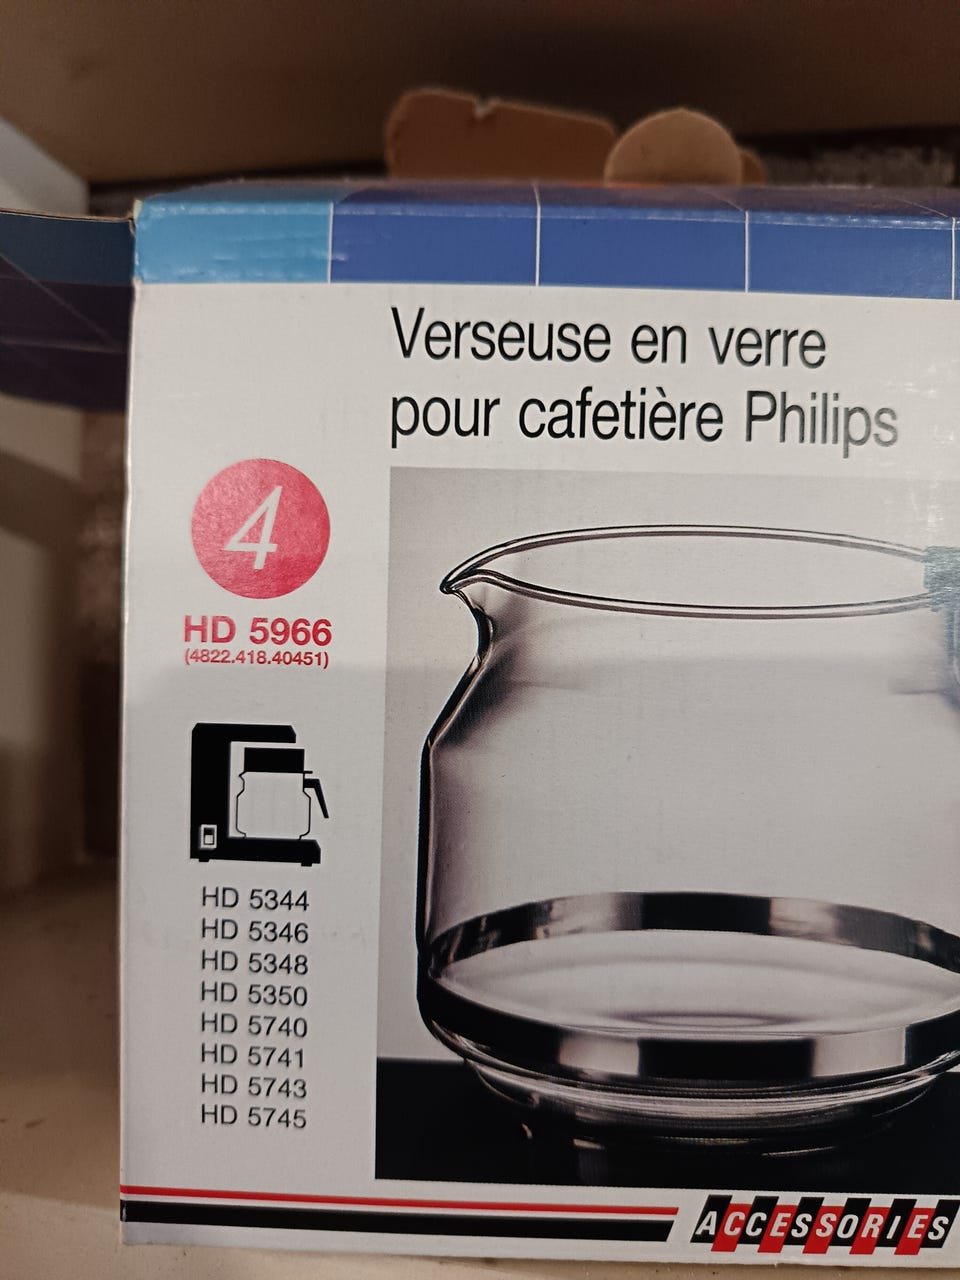 Verseuse en verre
pour cafetière Philips
4
HD 5966
(4822.418.40451)
HD 5344
HD 5346
HD 5348
HD 5350
HD 5740
HD 5741
HD 5743
HD 5745
ACCESSORIES